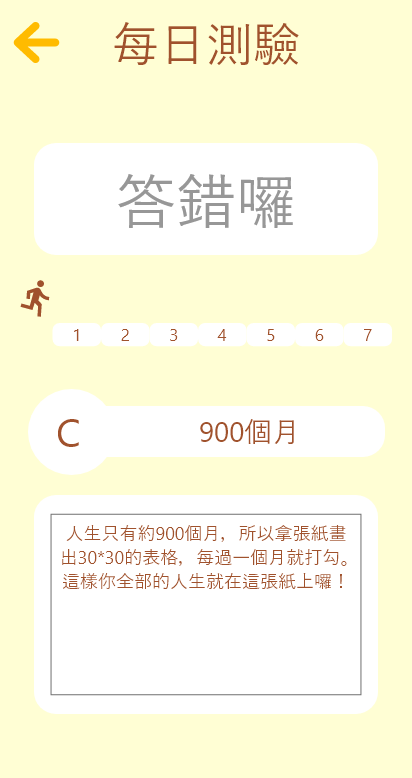 每日測驗
答錯囉
1 2 3 4 5 6 7
C 900個月
人生只有約900個月，所以拿張紙畫
出30*30的表格，每過一個月就打勾。
這樣你全部的人生就在這張紙上囉！